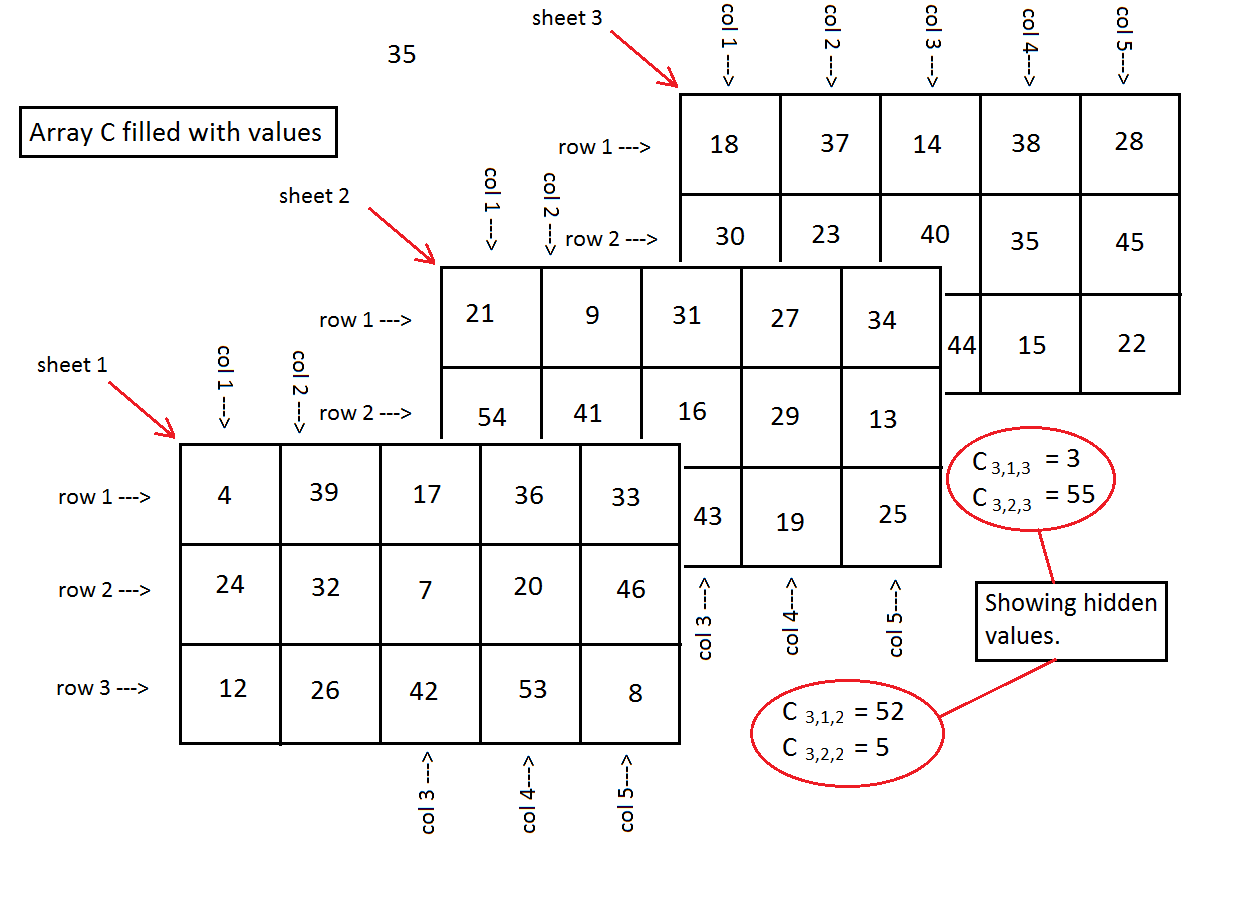 sheet 3
col 1 ---->
col 2 ---->
col 3 --->
col 4---->
col 5---->
35
Array C filled with values
row 1 --->
18 37 14 38 28
sheet 2
col 1 ---->
col 2 ---->
row 2 --->
30 23 40 35 45
row 1 --->
21 9 31 27 34
44 15 22
sheet 1
col 1 ---->
col 2 ---->
row 2 --->
54 41 16 29 13
row 1 --->
4 39 17 36 33
C 3,1,3 = 3
C 3,2,3 = 55
43 19 25
row 2 --->
24 32 7 20 46
col 3 ---->
col 4---->
col 5---->
Showing hidden
values.
row 3 --->
12 26 42 53 8
C 3,1,2 = 52
C 3,2,2 = 5
col 3 ---->
col 4---->
col 5---->